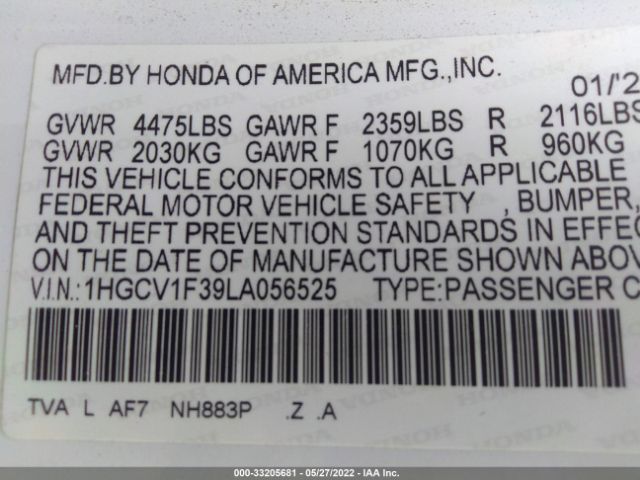 MFD.BY HONDA OF AMERICA MFG.,INC. 01/2
GVWR 4475LBS GAWR F 2359LBS R 2116LBS
GVWR 2030KG GAWR F 1070KG R 960KG
THIS VEHICLE CONFORMS TO ALL APPLICABLE
FEDERAL MOTOR VEHICLE SAFETY , BUMPER,
AND THEFT PREVENTION STANDARDS IN EFFEC
ON THE DATE OF MANUFACTURE SHOWN ABOV
V.I.N.:1HGCV1F39LA056525 TYPE:PASSENGER C
TVA L AF7 NH883P .Z .A
000-33205681 - 05/27/2022 - IAA Inc.